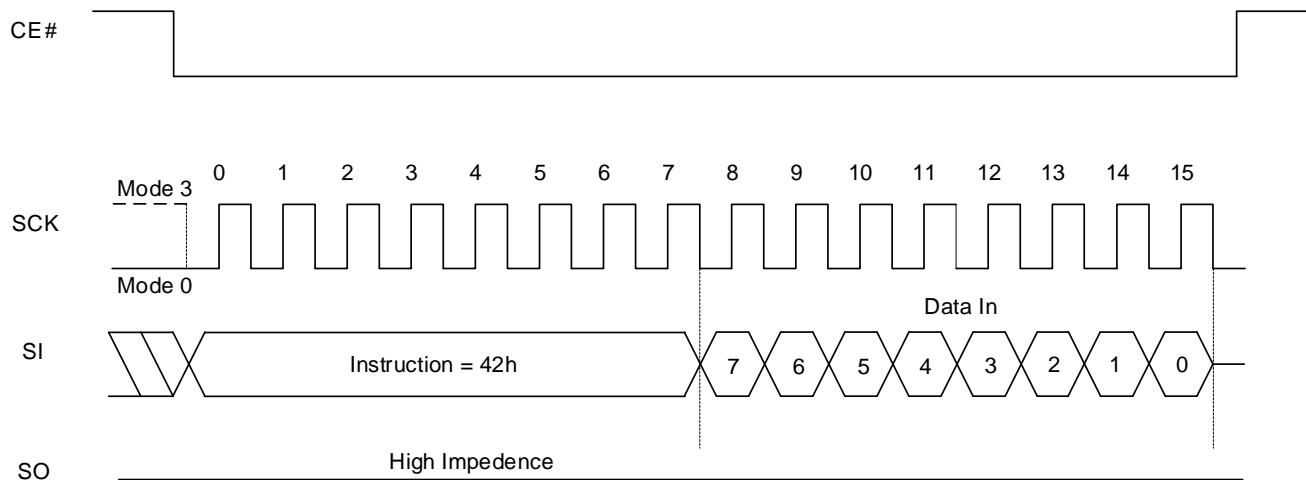 CE#
0 1 2 3 4 5 6 7 8 9 10 11 12 13 14 15
Mode 3
SCK
Mode 0
Data In
SI
Instruction = 42h 7 6 5 4 3 2 1 0
High Impedence
SO